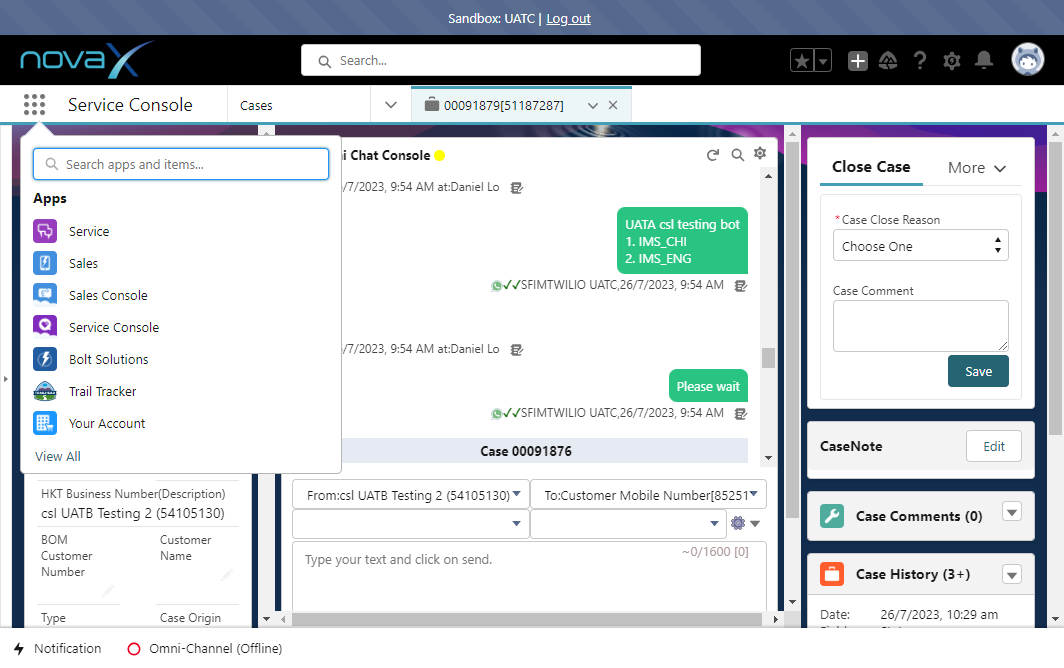 Sandbox: UATC | Log out
novaX
Search...
Service Console
Cases
00091879[51187287]
Search apps and items...
Apps
Service
Sales
Sales Console
Service Console
Bolt Solutions
Trail Tracker
Your Account
View All
HKT Business Number(Description)
csl UATB Testing 2 (54105130)
BOM Customer Number
Customer Name
Type
Case Origin
Chat Console
/7/2023, 9:54 AM at:Daniel Lo
UATA csl testing bot
1. IMS_CHI
2. IMS_ENG
✓✓SFIMTWILIO UATC,26/7/2023, 9:54 AM
/7/2023, 9:54 AM at:Daniel Lo
Please wait
✓✓SFIMTWILIO UATC,26/7/2023, 9:54 AM
Case 00091876
From:csl UATB Testing 2 (54105130)
To:Customer Mobile Number[85251
Type your text and click on send.
~0/1600 [0]
Close Case
More
*Case Close Reason
Choose One
Case Comment
Save
CaseNote
Edit
Case Comments (0)
Case History (3+)
Date:
26/7/2023, 10:29 am
Notification
Omni-Channel (Offline)